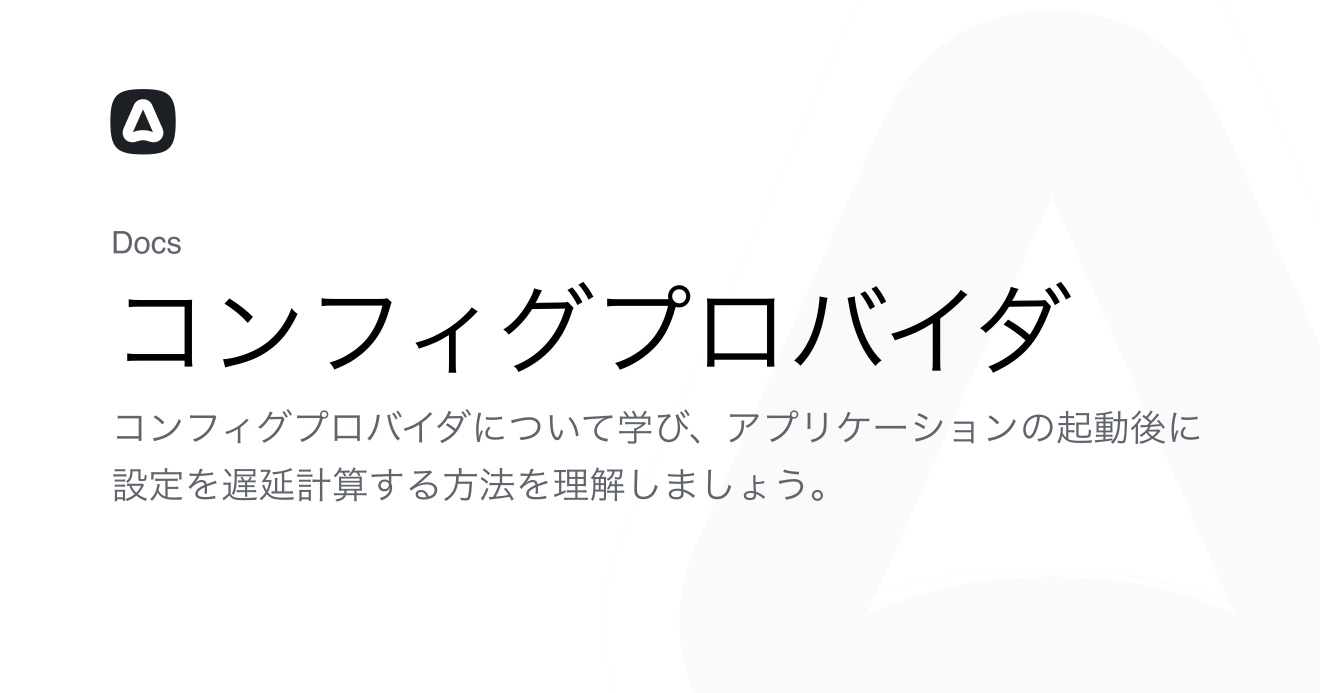 Docs
コンフィグプロバイダ
コンフィグプロバイダについて学び、アプリケーションの起動後に
設定を遅延計算する方法を理解しましょう。